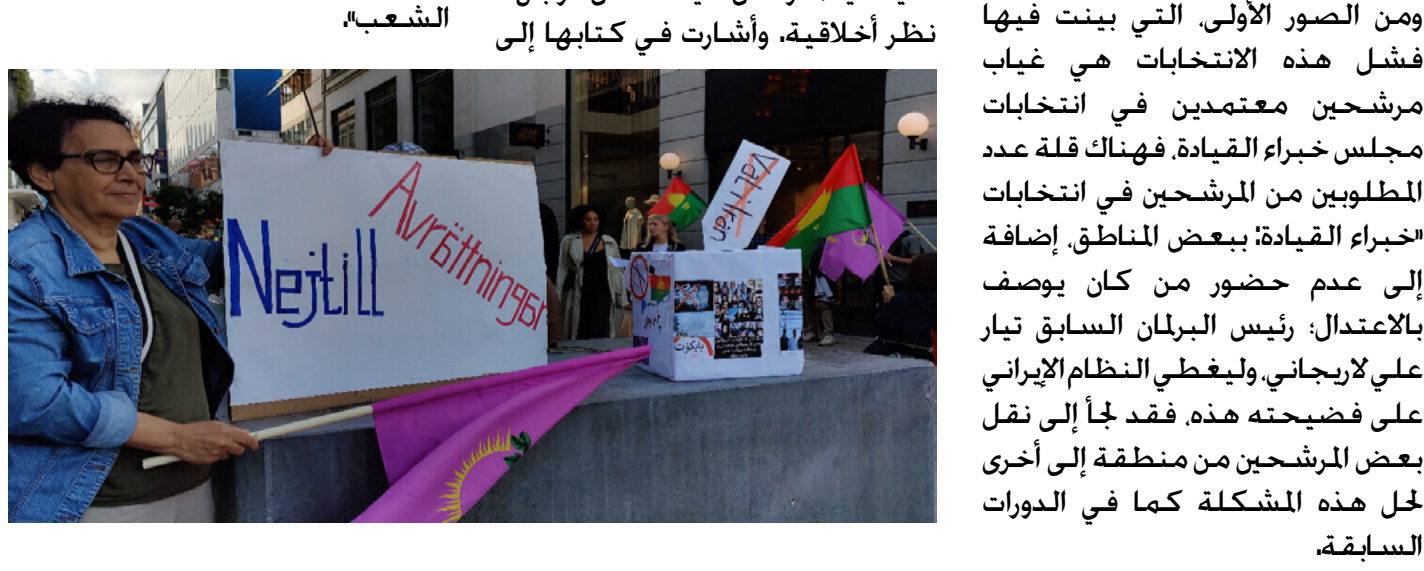 ومن الصور الأولى، التي بينت فيها
فشل هذه الانتخابات هي غياب
مرشحين معتمدين في انتخابات
مجلس خبراء القيادة، فهناك قلة عدد
المطلوبين من المرشحين في انتخابات
"خبراء القيادة: ببعض المناطق، إضافة
إلى عدم حضور من كان يوصف
بالاعتدال؛ رئيس البرلمان السابق تيار
علي لاريجاني، وليغطي النظام الإيراني
على فضيحته هذه، فقد لجأ إلى نقل
بعض المرشحين من منطقة إلى أخرى
لحل هذه المشكلة كما في الدورات
السابقة.
نظر أخلاقية. وأشارت في كتابها إلى
الشعب".
Nej till
Avrättningar
Val i Iran
بایکوت